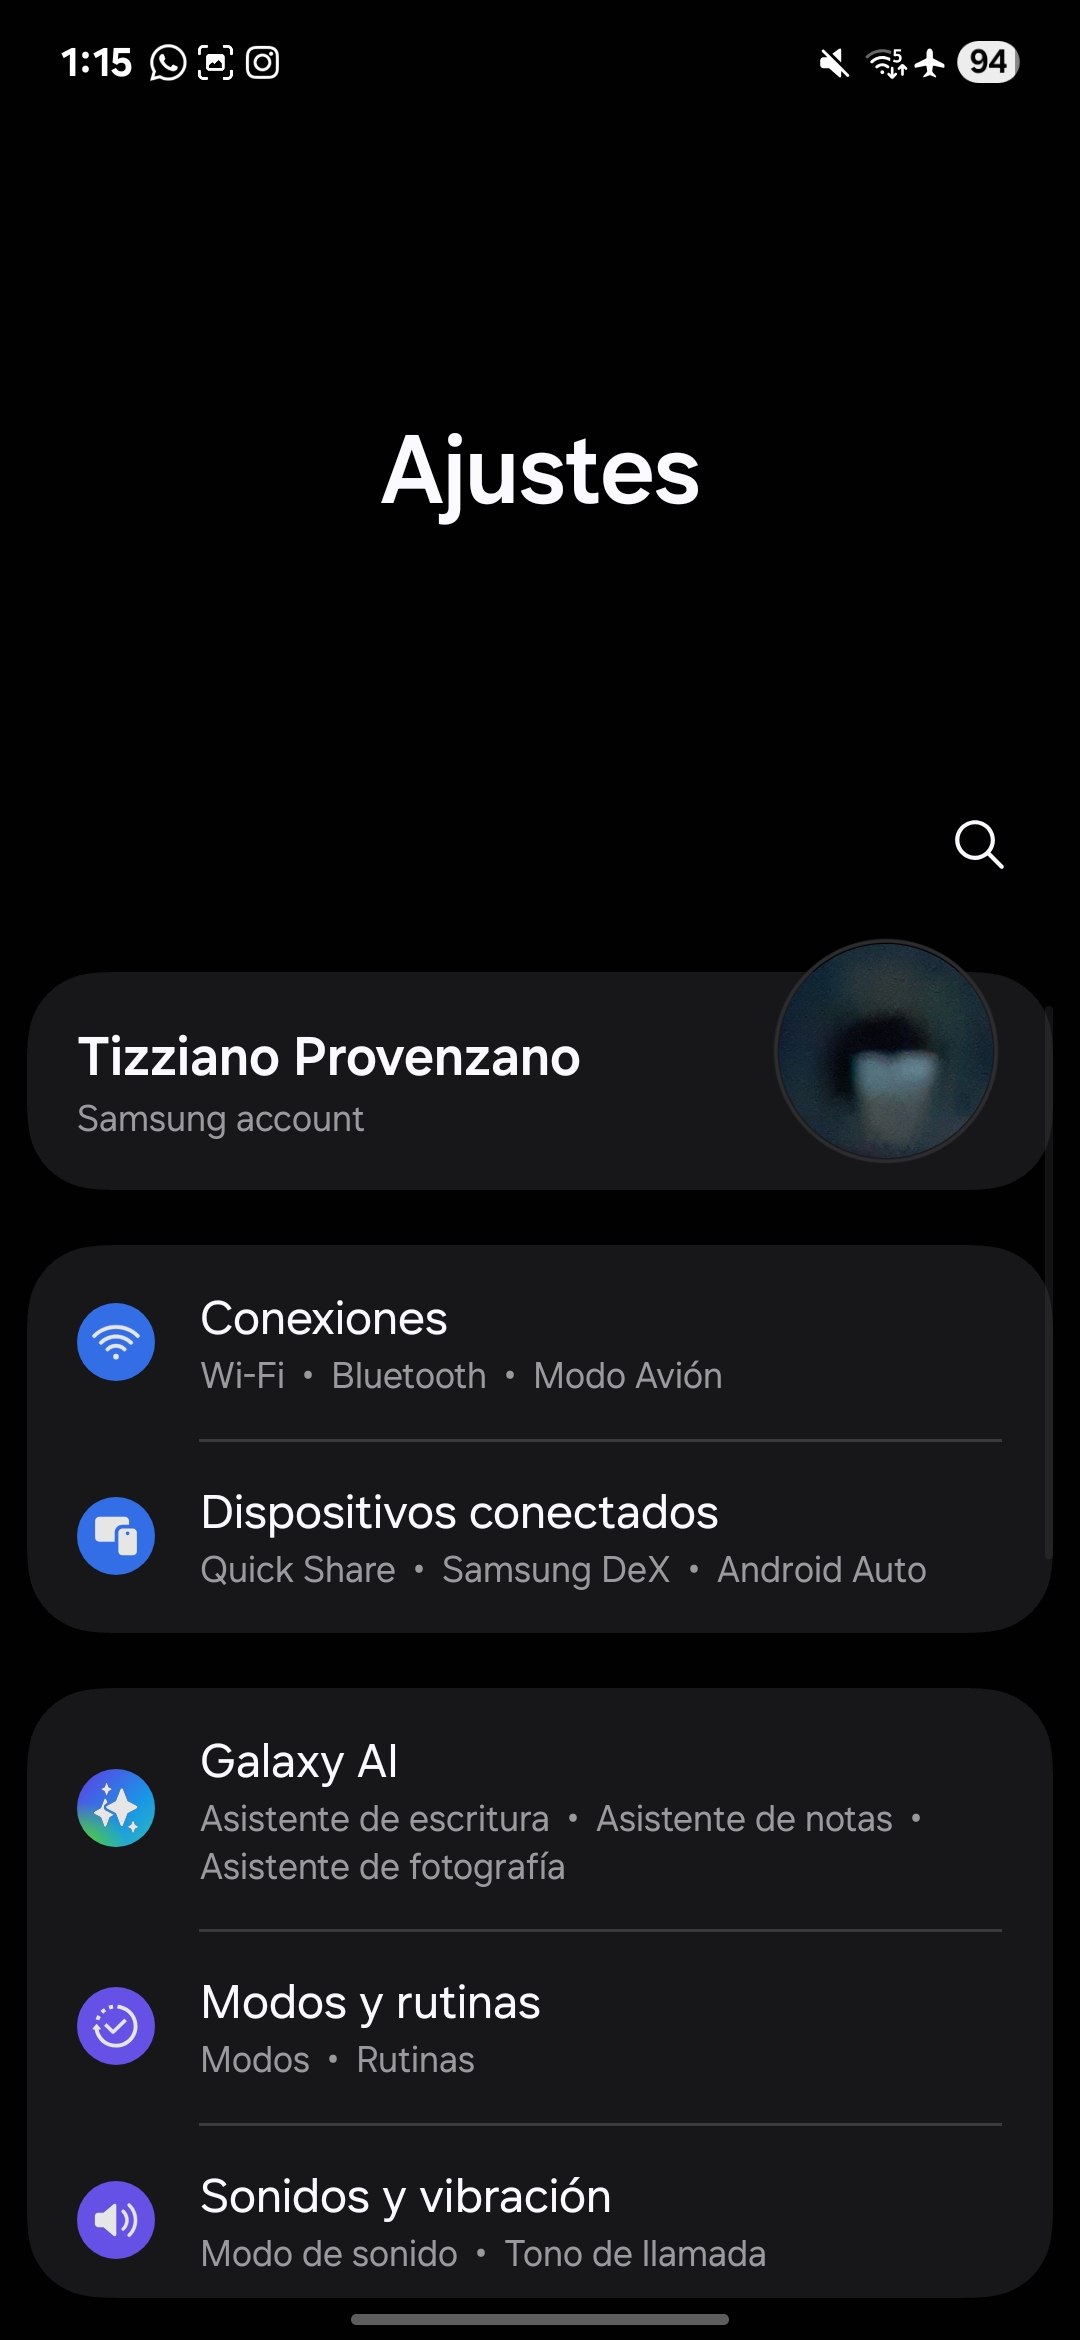 1:15
5
94
Ajustes
Tizziano Provenzano
Samsung account
Conexiones
Wi-Fi • Bluetooth • Modo Avión
Dispositivos conectados
Quick Share • Samsung DeX • Android Auto
Galaxy AI
Asistente de escritura • Asistente de notas •
Asistente de fotografía
Modos y rutinas
Modos • Rutinas
Sonidos y vibración
Modo de sonido • Tono de llamada